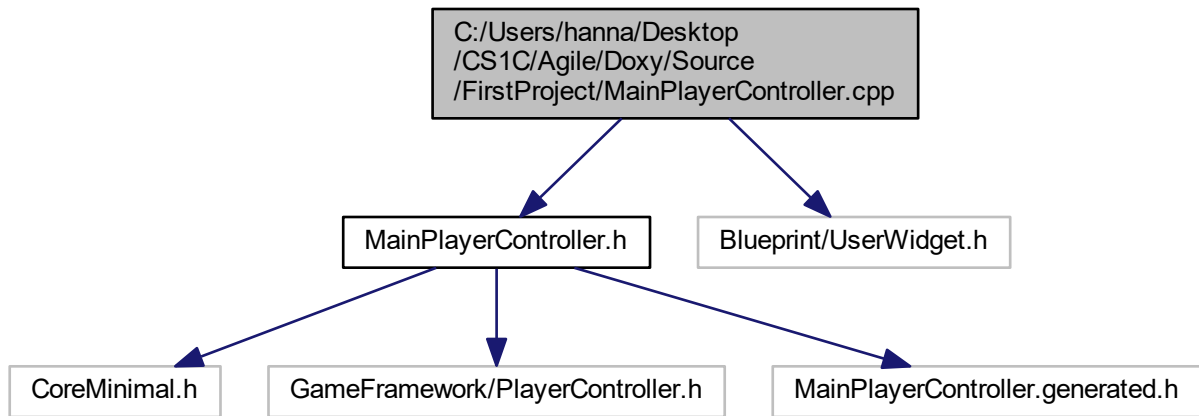 C:/Users/hanna/Desktop
/CS1C/Agile/Doxy/Source
/FirstProject/MainPlayerController.cpp
MainPlayerController.h
Blueprint/UserWidget.h
CoreMinimal.h
GameFramework/PlayerController.h
MainPlayerController.generated.h